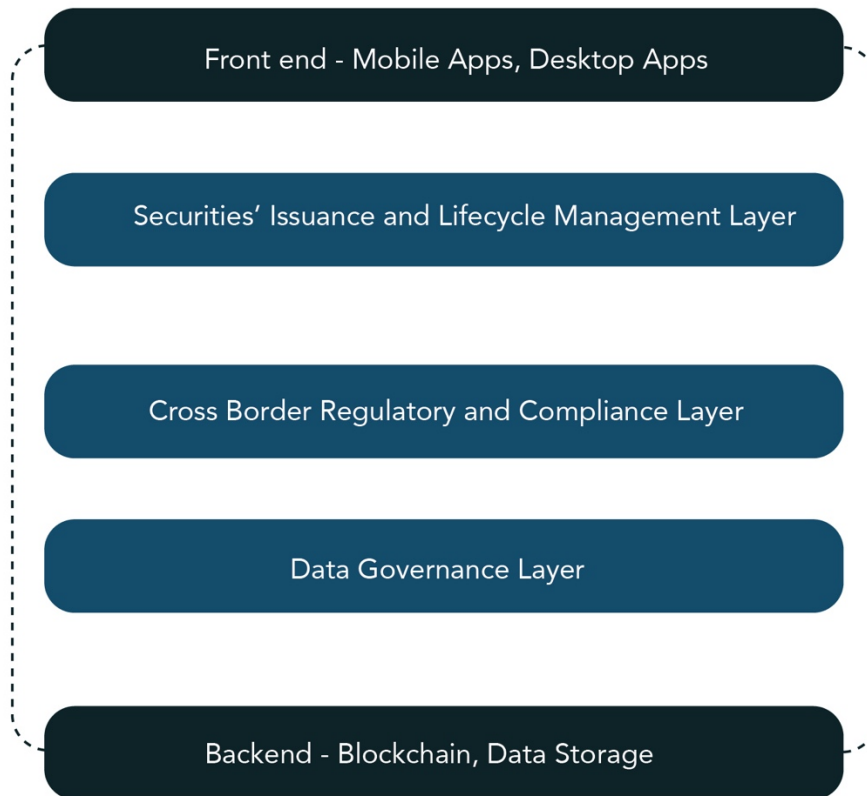 Front end - Mobile Apps, Desktop Apps
Securities’ Issuance and Lifecycle Management Layer
Cross Border Regulatory and Compliance Layer
Data Governance Layer
Backend - Blockchain, Data Storage